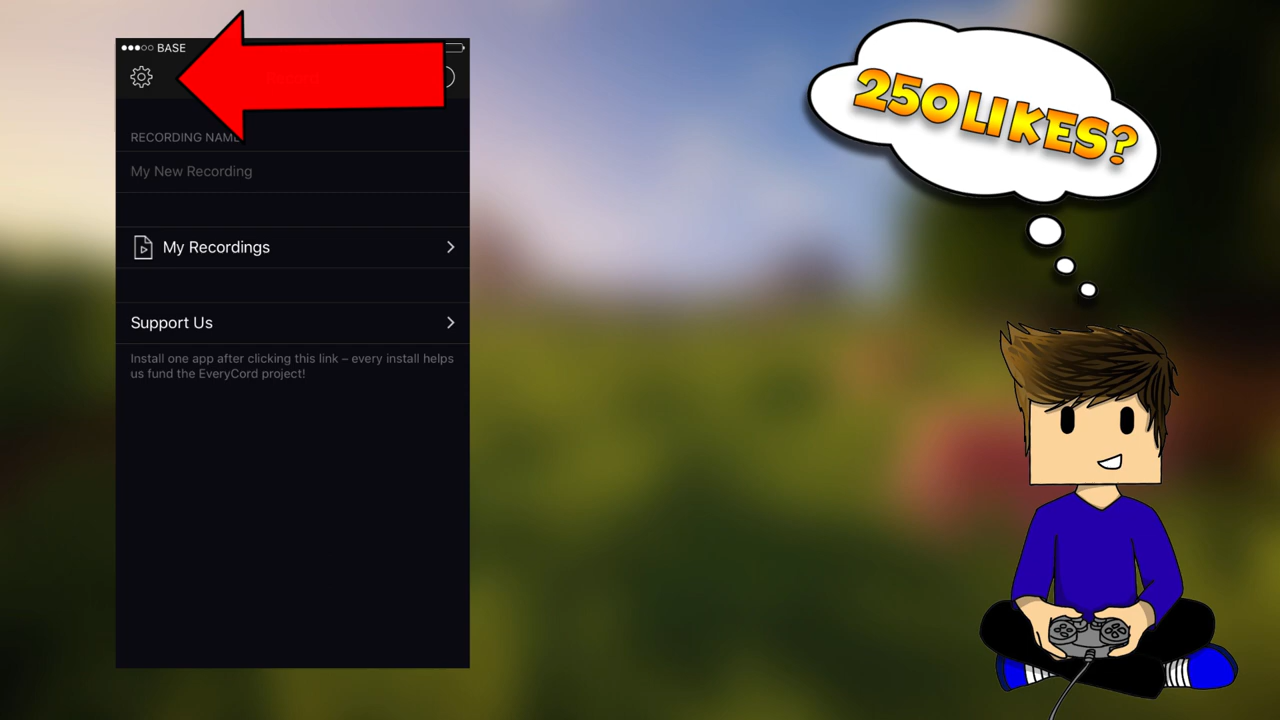 BASE
RECORDING NAME
My New Recording
My Recordings
Support Us
Install one app after clicking this link – every install helps
us fund the EveryCord project!
250 LIKES?